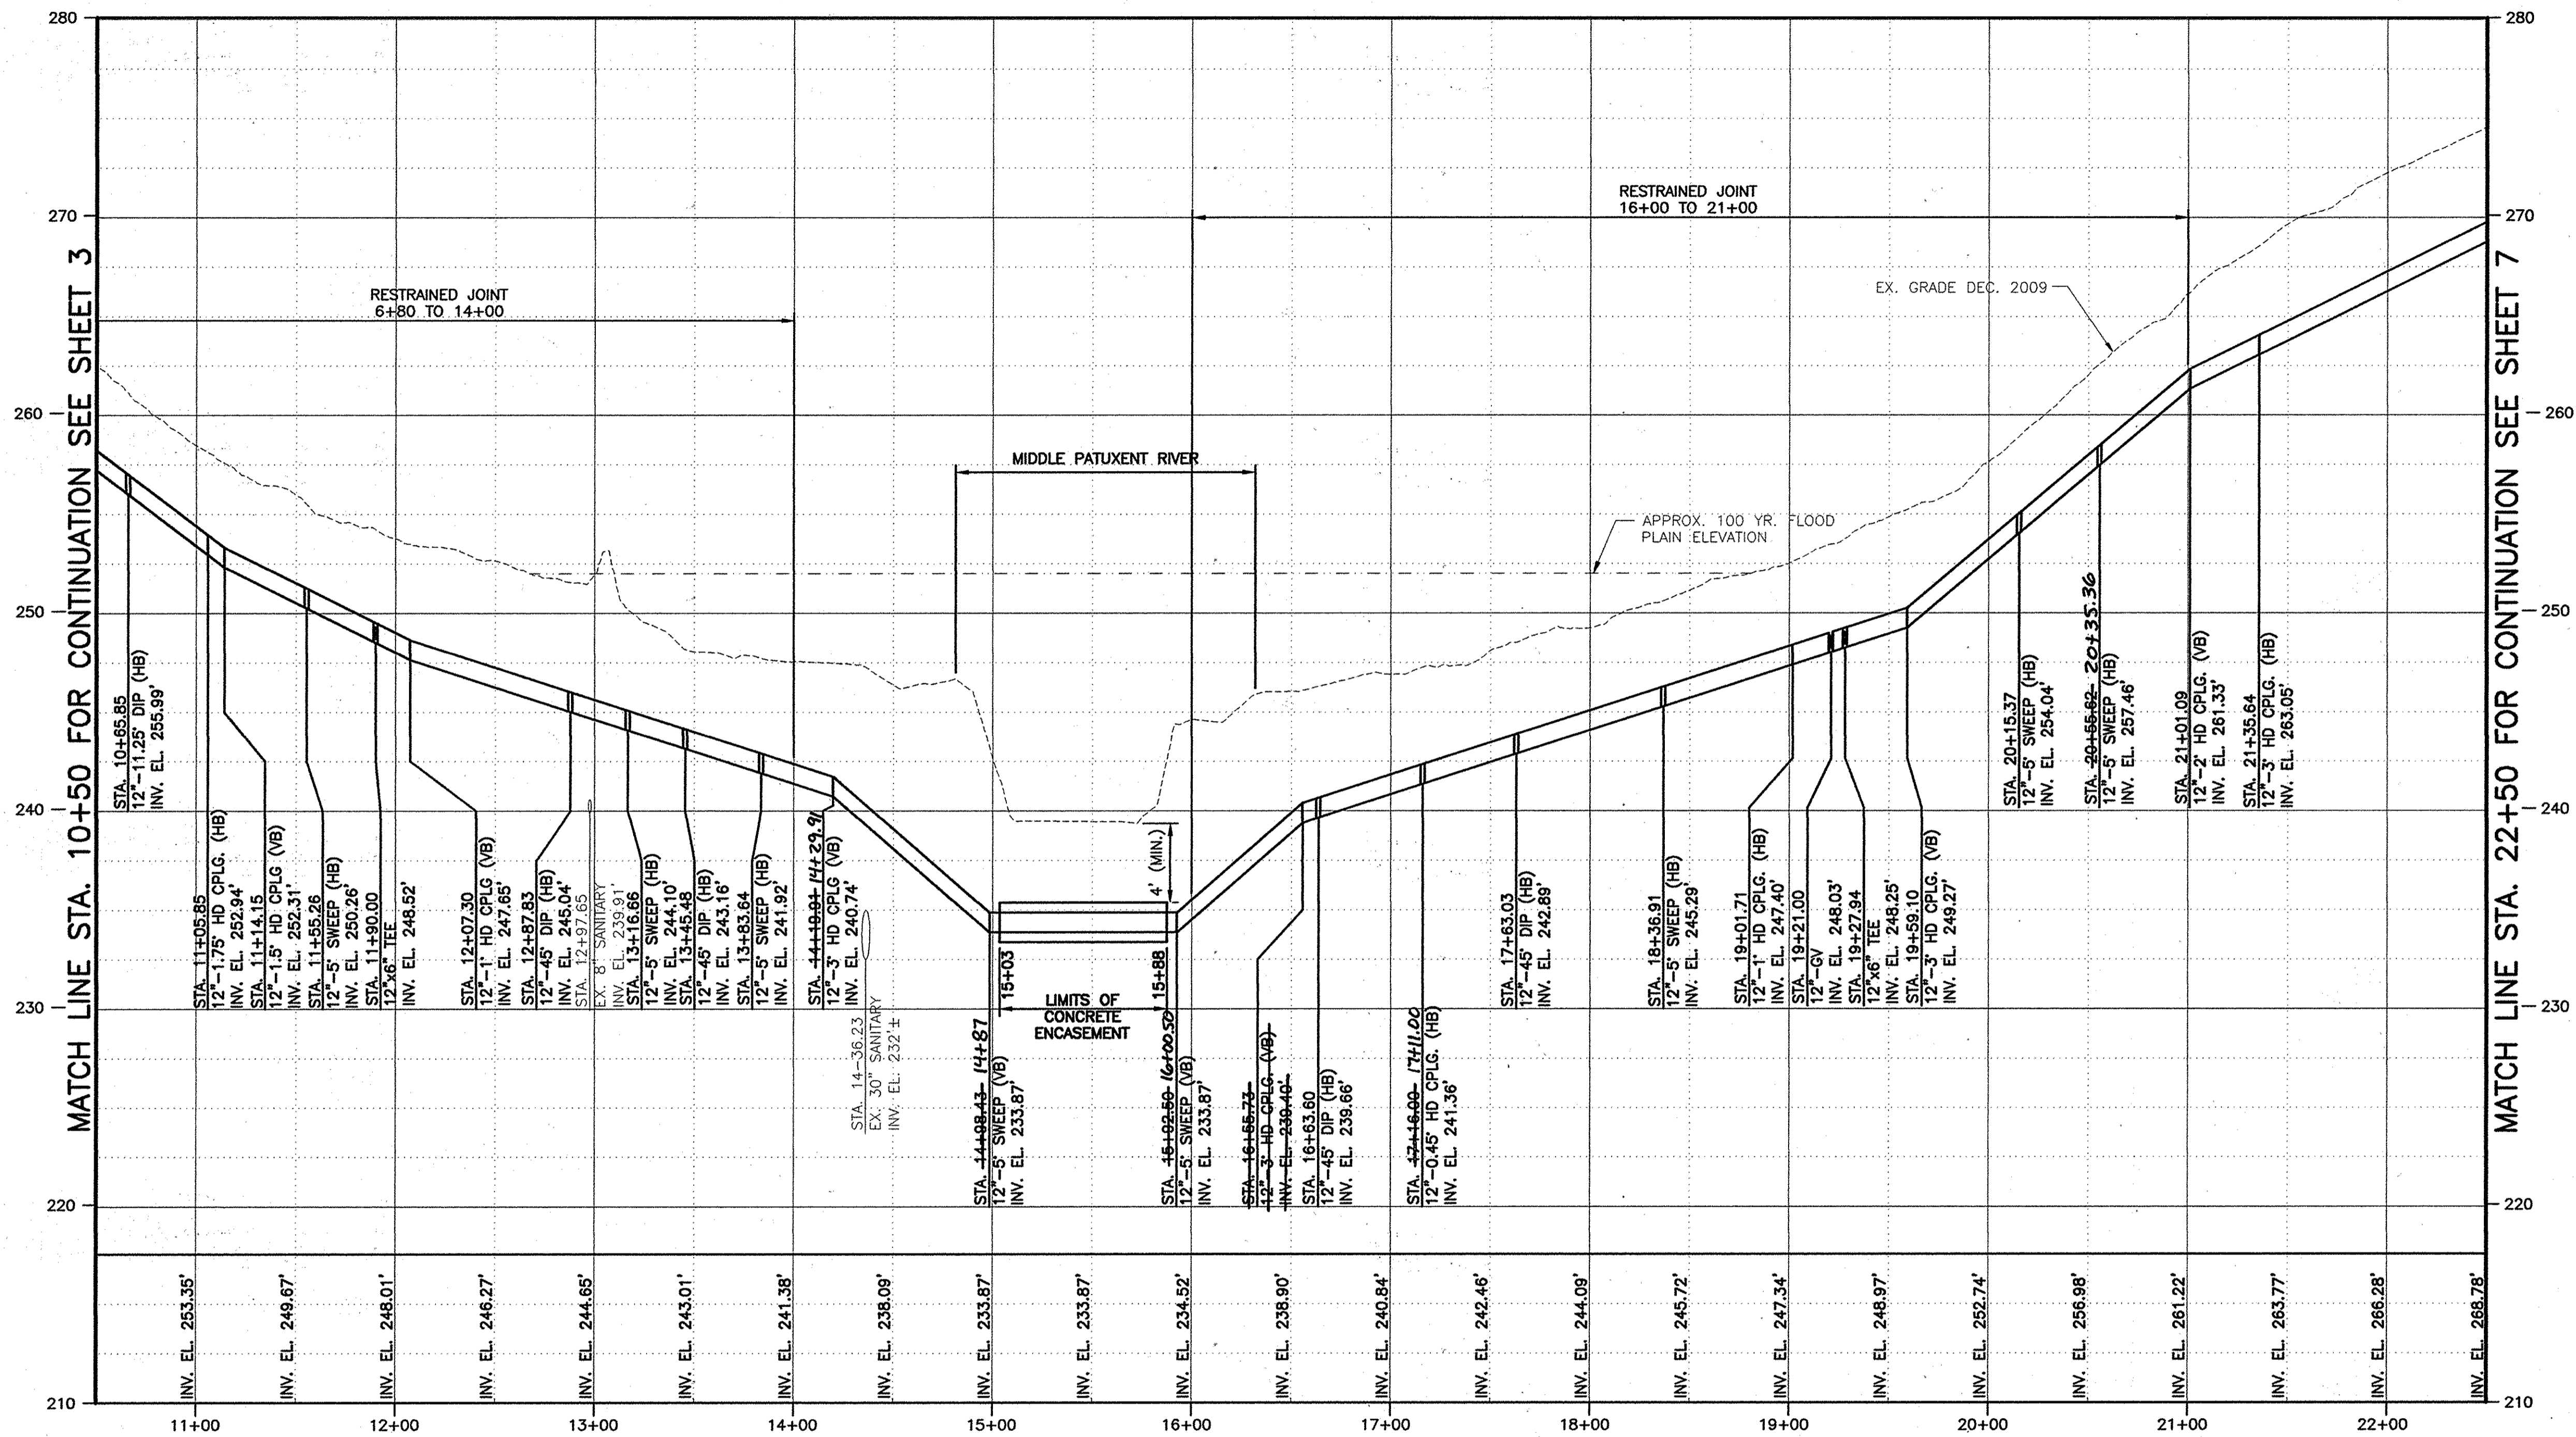 280
280
270
270
260
260
250
250
240
240
230
230
220
220
210
210
MATCH LINE STA. 10+50 FOR CONTINUATION SEE SHEET 3
MATCH LINE STA. 22+50 FOR CONTINUATION SEE SHEET 7
RESTRAINED JOINT
6+80 TO 14+00
RESTRAINED JOINT
16+00 TO 21+00
EX. GRADE DEC. 2009
MIDDLE PATUXENT RIVER
APPROX. 100 YR. FLOOD
PLAIN ELEVATION
4' (MIN.)
15+03
15+88
LIMITS OF
CONCRETE
ENCASEMENT
STA. 10+65.85
12"-11.25° DIP (HB)
INV. EL. 255.99'
STA. 11+05.85
12"-1.75° HD CPLG. (HB)
INV. EL. 252.94'
STA. 11+14.15
12"-1.5° HD CPLG (VB)
INV. EL. 252.31'
STA. 11+55.26
12"-5° SWEEP (HB)
INV. EL. 250.26'
STA. 11+90.00
12"x6" TEE
INV. EL. 248.52'
STA. 12+07.30
12"-1° HD CPLG (VB)
INV. EL. 247.65'
STA. 12+87.83
12"-45° DIP (HB)
INV. EL. 245.04'
STA. 12+97.65
EX. 8" SANITARY
INV. EL. 239.91'
STA. 13+16.66
12"-5° SWEEP (HB)
INV. EL. 244.10'
STA. 13+45.48
12"-45° DIP (HB)
INV. EL. 243.16'
STA. 13+83.64
12"-5° SWEEP (HB)
INV. EL. 241.92'
STA. 14+19.91 14+29.91
12"-3° HD CPLG (VB)
INV. EL. 240.74'
STA. 14-36.23
EX. 30" SANITARY
INV. EL. 232'±
STA. 14+98.43 14+87
12"-5° SWEEP (VB)
INV. EL. 233.87'
STA. 15+92.50 16+00.50
12"-5° SWEEP (VB)
INV. EL. 233.87'
STA. 16+55.73
12"-3° HD CPLG. (VB)
INV. EL. 239.40'
STA. 16+63.60
12"-45° DIP (HB)
INV. EL. 239.66'
STA. 17+16.00 17+11.00
12"-0.45° HD CPLG. (HB)
INV. EL. 241.36'
STA. 17+63.03
12"-45° DIP (HB)
INV. EL. 242.89'
STA. 18+36.91
12"-5° SWEEP (HB)
INV. EL. 245.29'
STA. 19+01.71
12"-1° HD CPLG. (HB)
INV. EL. 247.40'
STA. 19+21.00
12"-GV
INV. EL. 248.03'
STA. 19+27.94
12"x6" TEE
INV. EL. 248.25'
STA. 19+59.10
12"-3° HD CPLG. (VB)
INV. EL. 249.27'
STA. 20+15.37
12"-5° SWEEP (HB)
INV. EL. 254.04'
STA. 20+55.62 20+35.36
12"-5° SWEEP (HB)
INV. EL. 257.46'
STA. 21+01.09
12"-2° HD CPLG. (VB)
INV. EL. 261.33'
STA. 21+35.64
12"-3° HD CPLG. (HB)
INV. EL. 263.05'
INV. EL. 253.35'
INV. EL. 249.67'
INV. EL. 248.01'
INV. EL. 246.27'
INV. EL. 244.65'
INV. EL. 243.01'
INV. EL. 241.38'
INV. EL. 238.09'
INV. EL. 233.87'
INV. EL. 233.87'
INV. EL. 234.52'
INV. EL. 238.90'
INV. EL. 240.84'
INV. EL. 242.46'
INV. EL. 244.09'
INV. EL. 245.72'
INV. EL. 247.34'
INV. EL. 248.97'
INV. EL. 252.74'
INV. EL. 256.98'
INV. EL. 261.22'
INV. EL. 263.77'
INV. EL. 266.28'
INV. EL. 268.78'
11+00
12+00
13+00
14+00
15+00
16+00
17+00
18+00
19+00
20+00
21+00
22+00